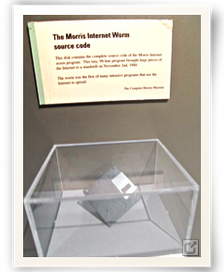 The Morris Internet Worm
source code
This disk contains the complete source code of the Morris Internet
worm program. This tiny, 99-line program brought large pieces of
the Internet to a standstill on November 2nd, 1988.
The worm was the first of many intrusive programs that use the
Internet to spread.
The Computer History Museum